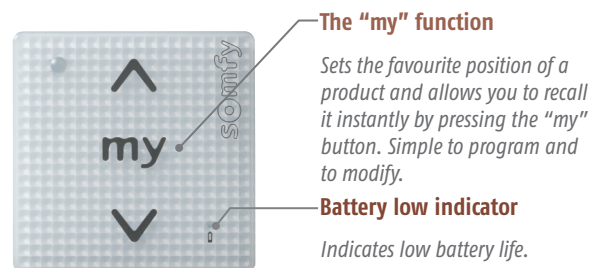 somfy
my
The “my” function
Sets the favourite position of a
product and allows you to recall
it instantly by pressing the “my”
button. Simple to program and
to modify.
Battery low indicator
Indicates low battery life.